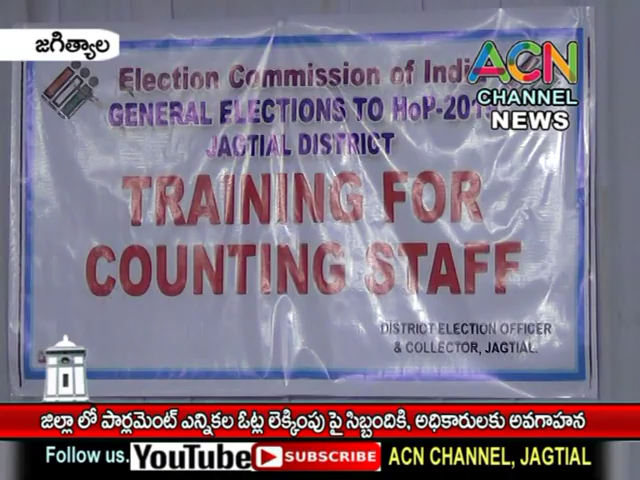 జగిత్యాల
ACN
CHANNEL
NEWS
Election Commission of
GENERAL ELECTIONS TO HoP-201
JAGTIAL DISTRICT
TRAINING FOR
COUNTING STAFF
DISTRICT ELECTION OFFICER
& COLLECTOR, JAGTIAL.
జిల్లా లో పార్లమెంట్ ఎన్నికల ఓట్ల లెక్కింపు పై సిబ్బందికి, అధికారులకు అవగాహన
Follow us. YouTube SUBSCRIBE ACN CHANNEL, JAGTIAL